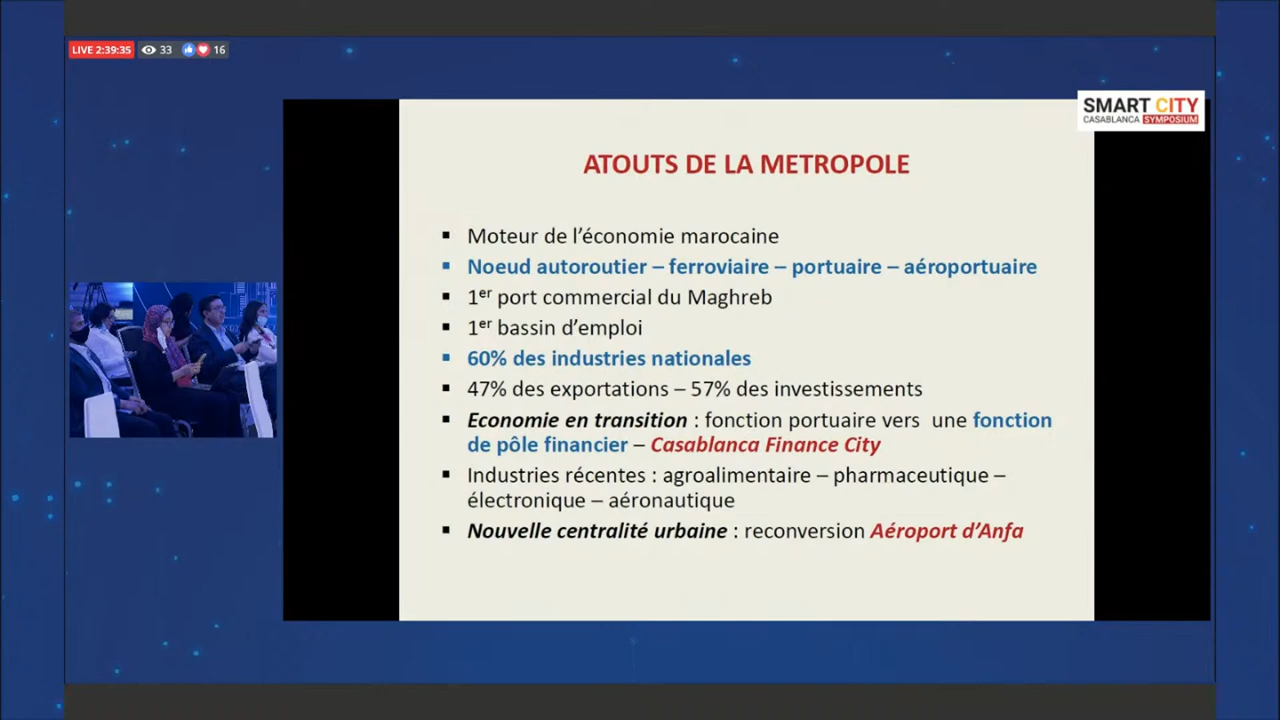 LIVE 2:39:35 33 16
SMART CITY
CASABLANCA SYMPOSIUM
ATOUTS DE LA METROPOLE
▪ Moteur de l’économie marocaine
▪ Noeud autoroutier – ferroviaire – portuaire – aéroportuaire
▪ 1er port commercial du Maghreb
▪ 1er bassin d’emploi
▪ 60% des industries nationales
▪ 47% des exportations – 57% des investissements
▪ Economie en transition : fonction portuaire vers une fonction
de pôle financier – Casablanca Finance City
▪ Industries récentes : agroalimentaire – pharmaceutique –
électronique – aéronautique
▪ Nouvelle centralité urbaine : reconversion Aéroport d’Anfa